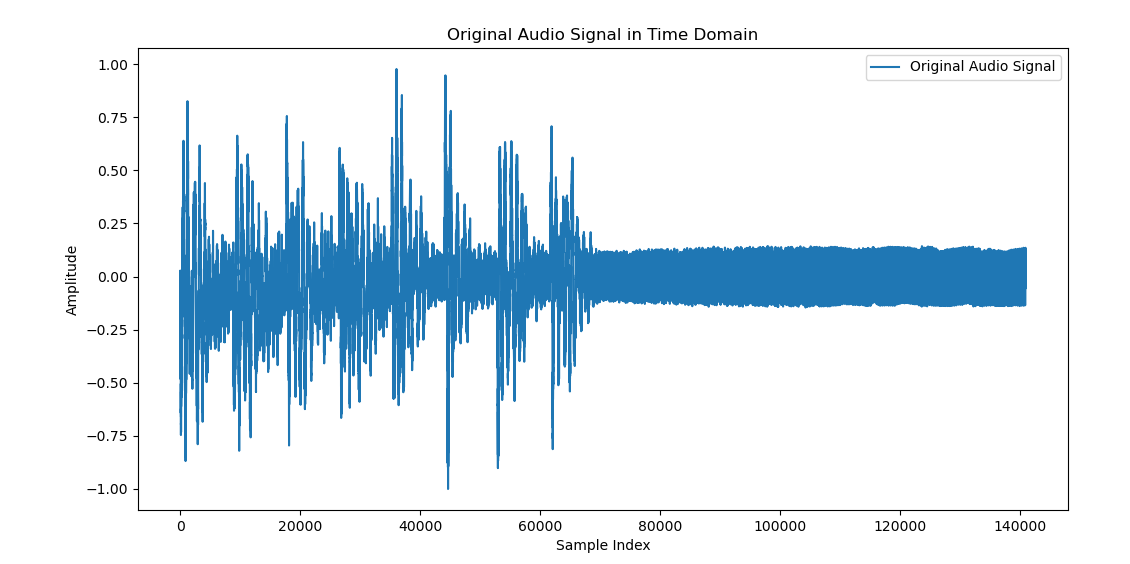 Original Audio Signal in Time Domain
Original Audio Signal
1.00
0.75
0.50
0.25
0.00
−0.25
−0.50
−0.75
−1.00
Amplitude
0 20000 40000 60000 80000 100000 120000 140000
Sample Index